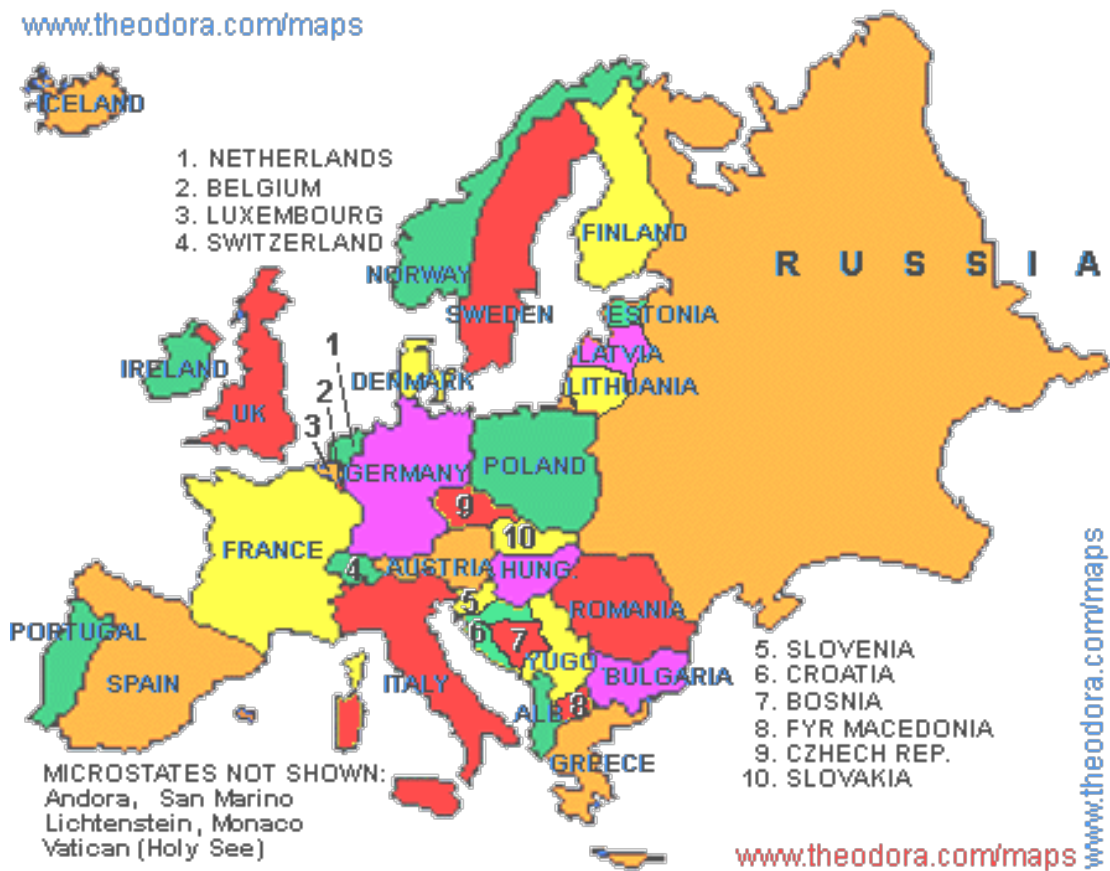 www.theodora.com/maps
ICELAND
1. NETHERLANDS
2. BELGIUM
3. LUXEMBOURG
4. SWITZERLAND
FINLAND
R U S S I A
NORWAY
SWEDEN
ESTONIA
1
LATVIA
IRELAND
DENMARK
LITHUANIA
2
UK
3
GERMANY
POLAND
9
10
FRANCE
4
AUSTRIA
HUNG.
5
ROMANIA
PORTUGAL
6
7
YUGO
SPAIN
ITALY
BULGARIA
ALB
8
GREECE
5. SLOVENIA
6. CROATIA
7. BOSNIA
8. FYR MACEDONIA
9. CZHECH REP.
10. SLOVAKIA
MICROSTATES NOT SHOWN:
Andora, San Marino
Lichtenstein, Monaco
Vatican (Holy See)
www.theodora.com/maps
www.theodora.com/maps